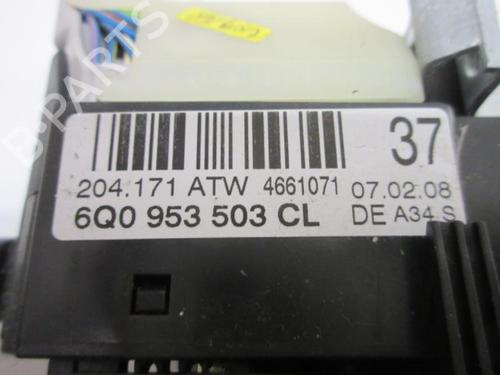 B-PARTS
37
204.171 ATW 4661071 07.02.08
6Q0 953 503 CL DE A34 S